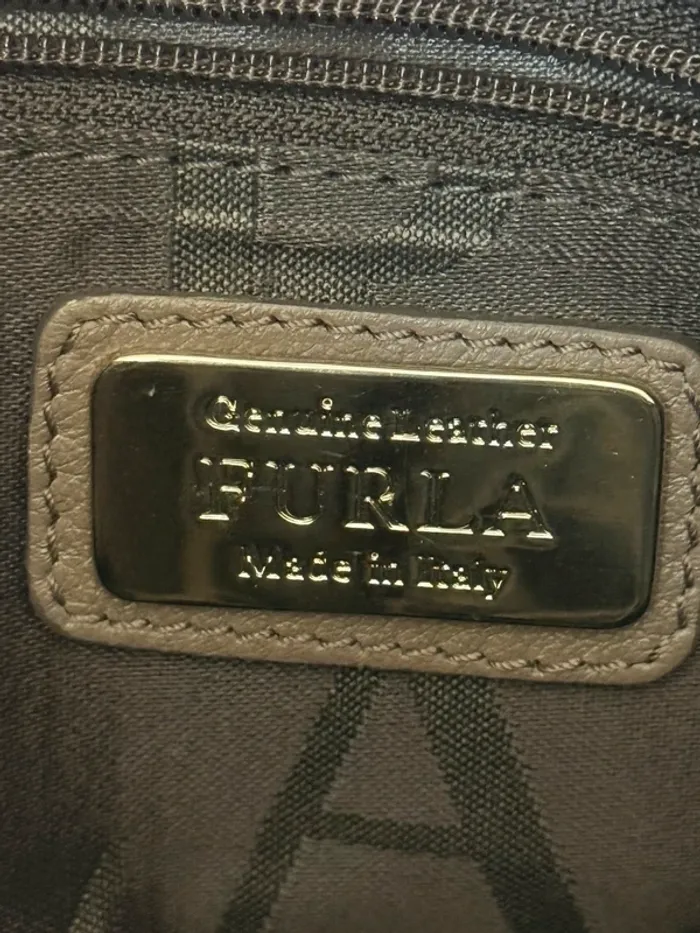 Genuine Leather
FURLA
Made in Italy
A